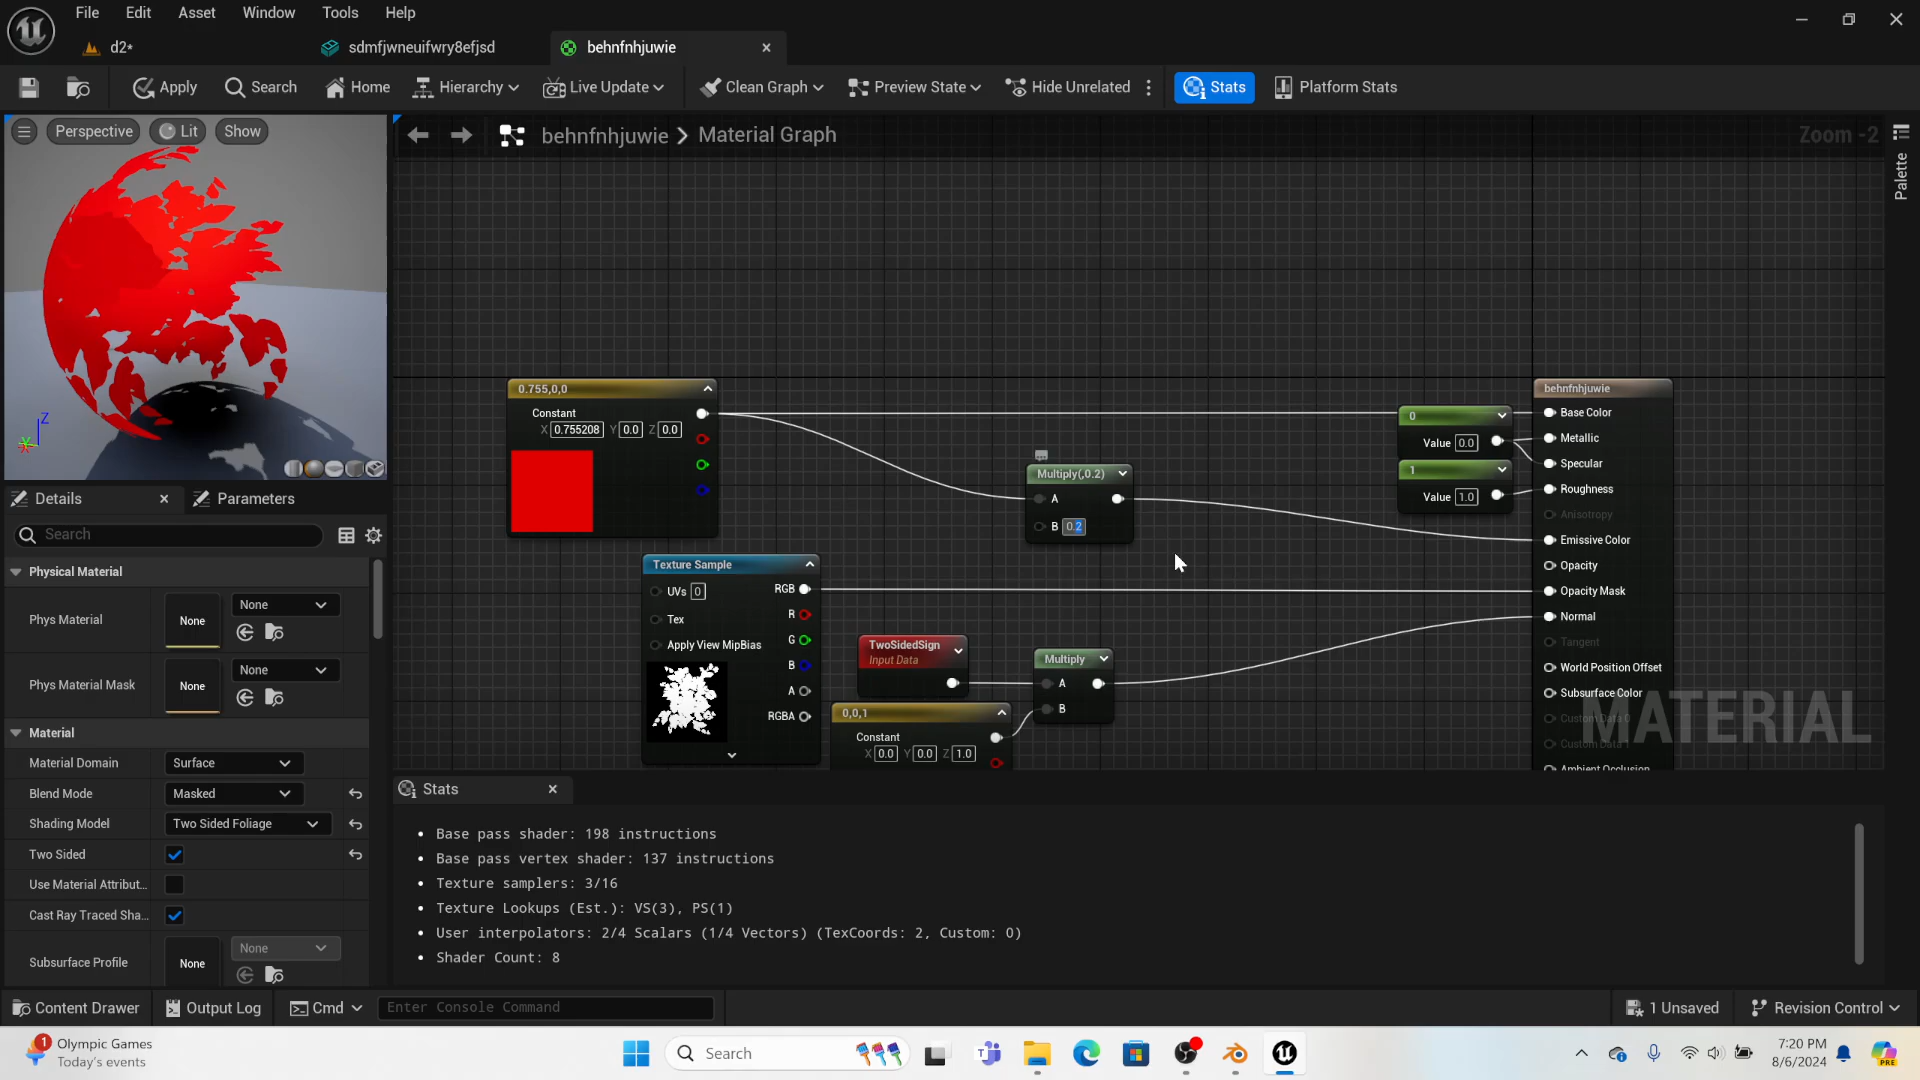 File Edit Asset Window Tools Help
d2* sdmfjwneuifwry8efjsd behnfnhjuwie
Apply Search Home Hierarchy Live Update Clean Graph Preview State Hide Unrelated Stats Platform Stats
Perspective Lit Show
behnfnhjuwie > Material Graph
Zoom -2
Palette
Z
0.755,0,0
Constant
X 0.755208 Y 0.0 Z 0.0
Multiply(,0.2)
A
B 0.2
0
Value 0.0
1
Value 1.0
behnfnhjuwie
Base Color
Metallic
Specular
Roughness
Anisotropy
Emissive Color
Opacity
Opacity Mask
Normal
Tangent
World Position Offset
Subsurface Color
Custom Data 0
Custom Data 1
Ambient Occlusion
MATERIAL
Texture Sample
UVs 0
Tex
Apply View MipBias
RGB
R
G
B
A
RGBA
TwoSidedSign
Input Data
Multiply
A
B
0,0,1
Constant
X 0.0 Y 0.0 Z 1.0
Details Parameters
Search
Physical Material
Phys Material None None
Phys Material Mask None None
Material
Material Domain Surface
Blend Mode Masked
Shading Model Two Sided Foliage
Two Sided
Use Material Attribut...
Cast Ray Traced Sha...
Subsurface Profile None None
Stats
• Base pass shader: 198 instructions
• Base pass vertex shader: 137 instructions
• Texture samplers: 3/16
• Texture Lookups (Est.): VS(3), PS(1)
• User interpolators: 2/4 Scalars (1/4 Vectors) (TexCoords: 2, Custom: 0)
• Shader Count: 8
Content Drawer Output Log Cmd Enter Console Command 1 Unsaved Revision Control
1 Olympic Games
Today's events
Search
7:20 PM
8/6/2024
PRE